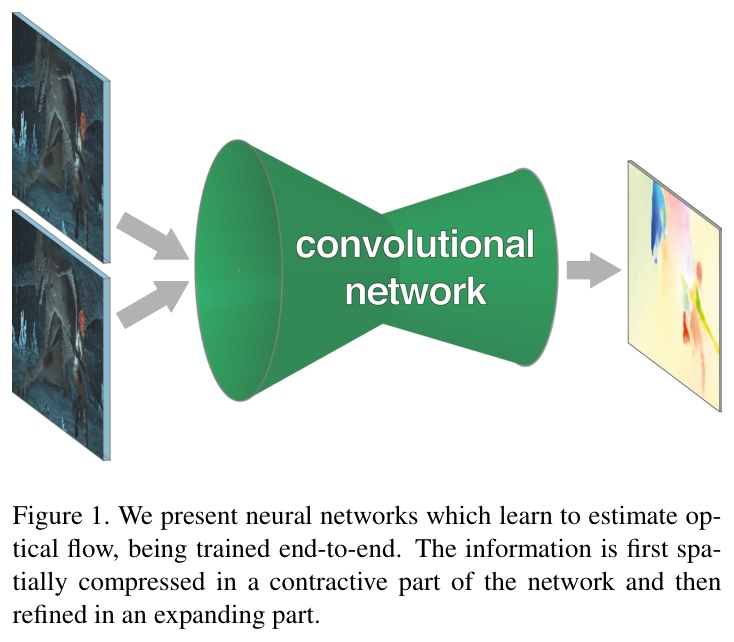 convolutional
network
Figure 1. We present neural networks which learn to estimate op-
tical flow, being trained end-to-end. The information is first spa-
tially compressed in a contractive part of the network and then
refined in an expanding part.